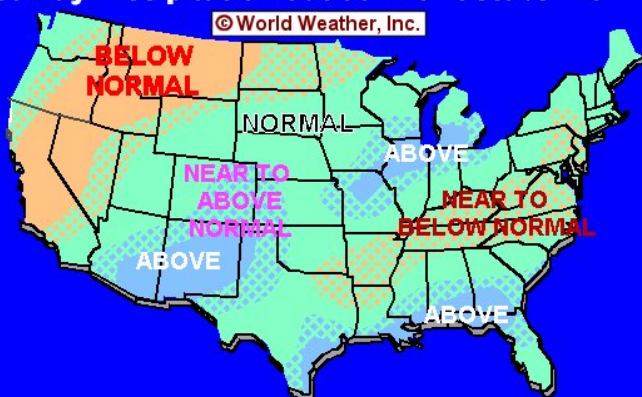 © World Weather, Inc.
BELOW
NORMAL
NORMAL
ABOVE
NEAR TO
ABOVE
NORMAL
NEAR TO
BELOW NORMAL
ABOVE
ABOVE